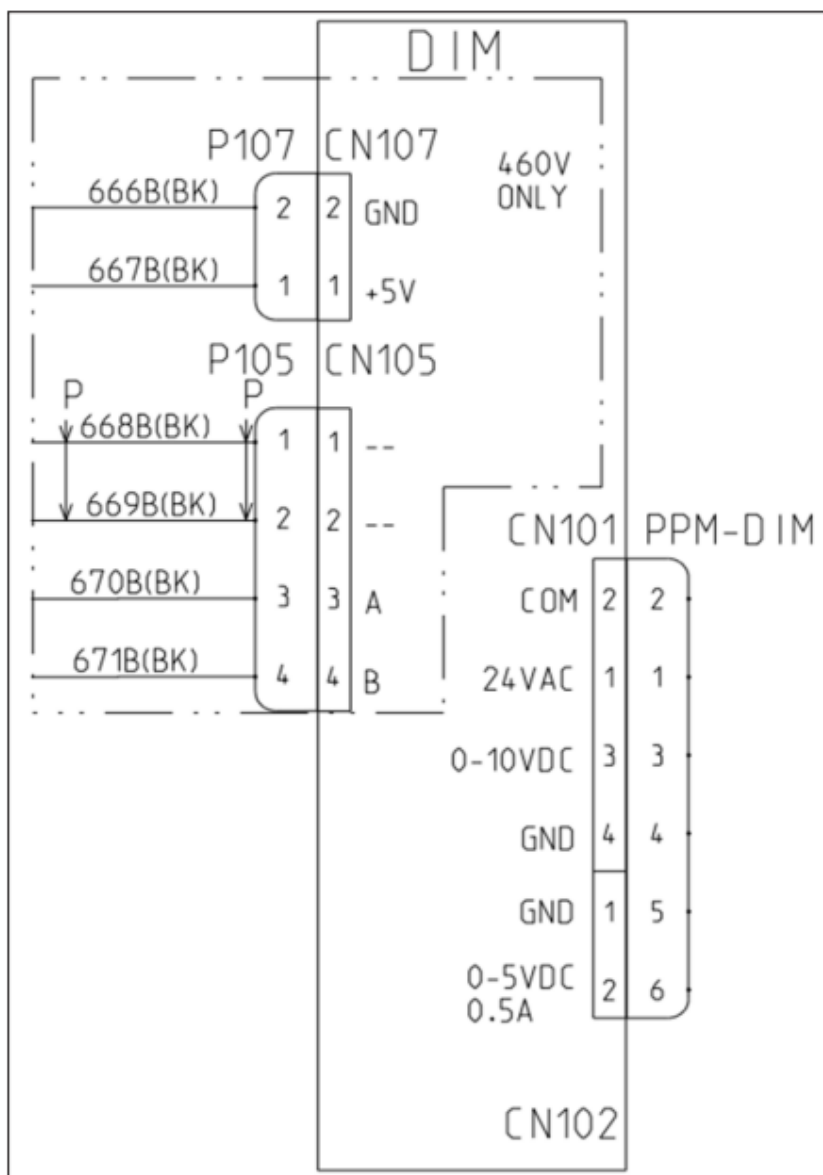 DIM
P107 CN107
460V
ONLY
666B(BK) 2 2 GND
667B(BK) 1 1 +5V
P105 CN105
P P
668B(BK) 1 1 --
669B(BK) 2 2 --
CN101 PPM-DIM
670B(BK) 3 3 A
COM 2 2
671B(BK) 4 4 B
24VAC 1 1
0-10VDC 3 3
GND 4 4
GND 1 5
0-5VDC
0.5A 2 6
CN102